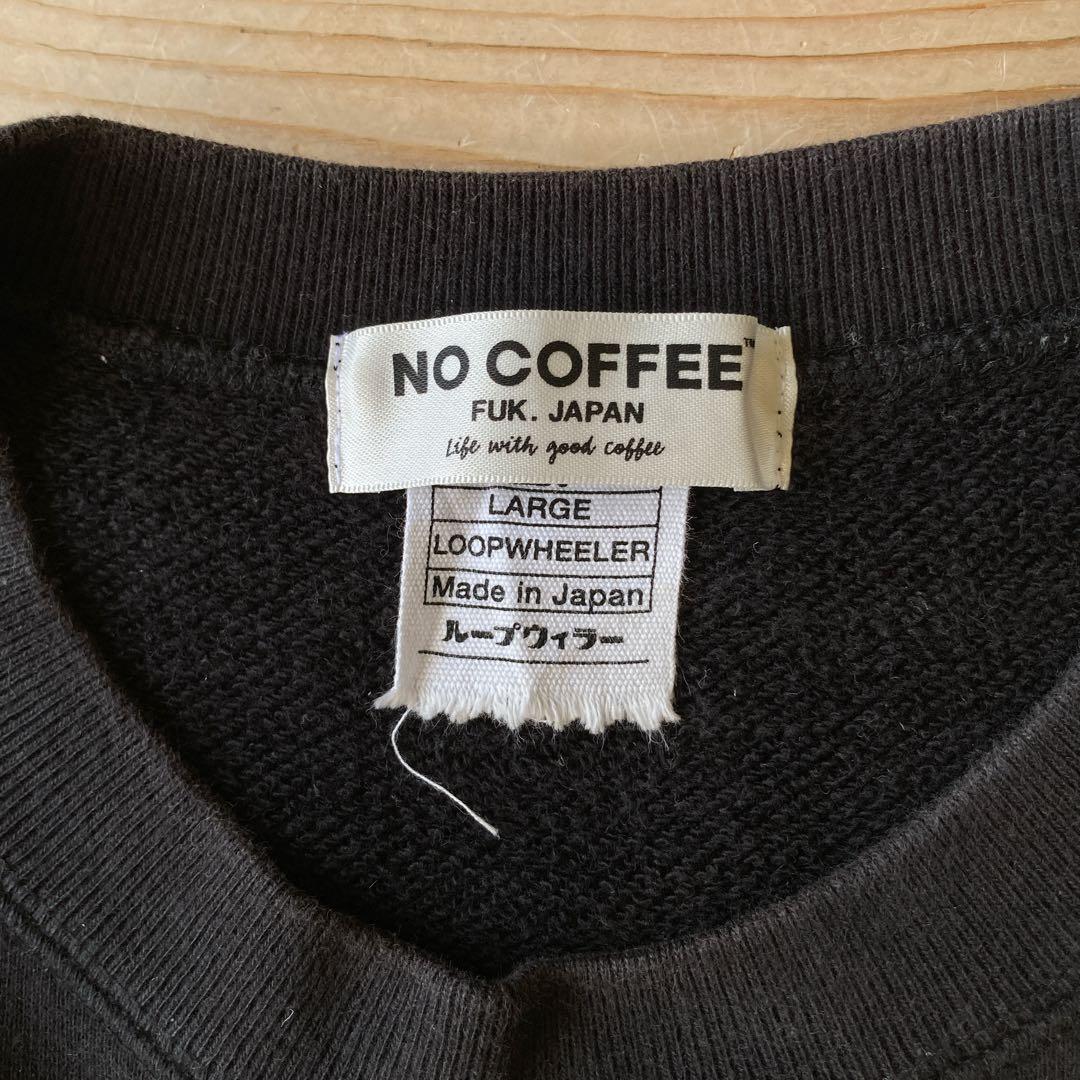 NO COFFEE™
FUK. JAPAN
Life with good coffee
LARGE
LOOPWHEELER
Made in Japan
ループウィラー